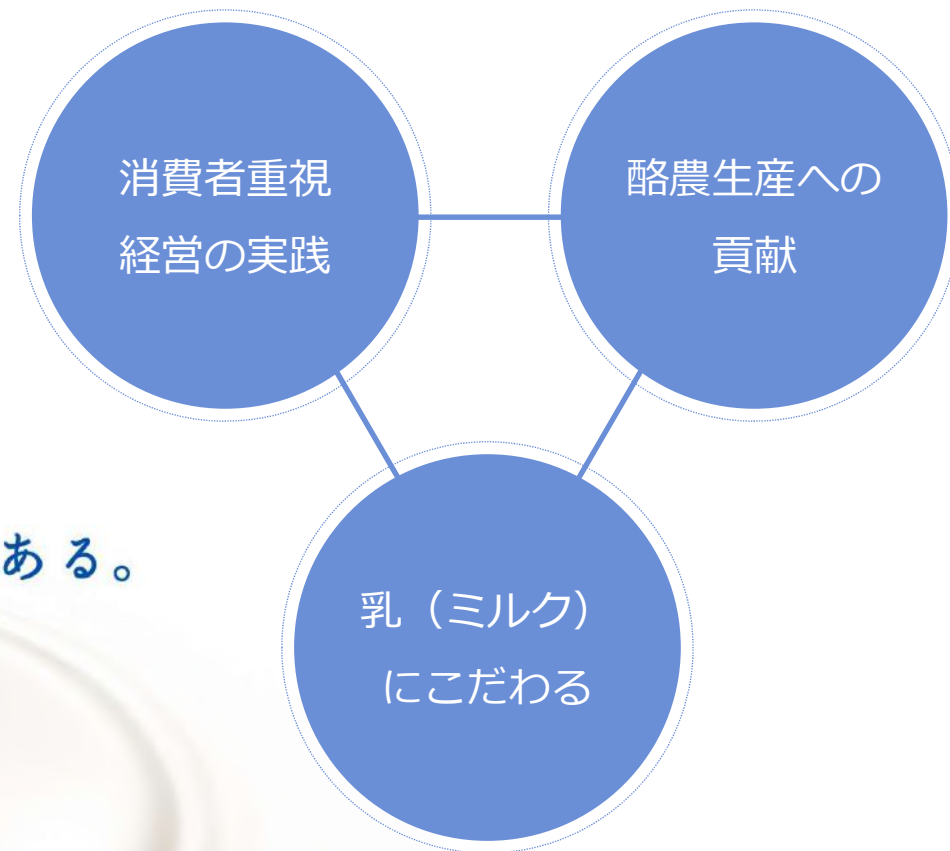 消費者重視
経営の実践
酪農生産への
貢献
ある。
乳（ミルク）
にこだわる